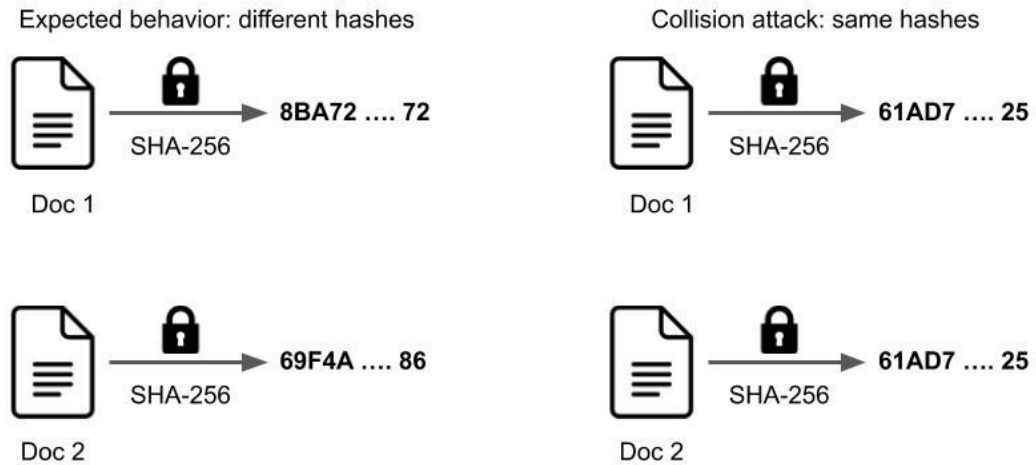 Expected behavior: different hashes
8BA72 .... 72
SHA-256
Doc 1
69F4A .... 86
SHA-256
Doc 2
Collision attack: same hashes
61AD7 .... 25
SHA-256
Doc 1
61AD7 .... 25
SHA-256
Doc 2